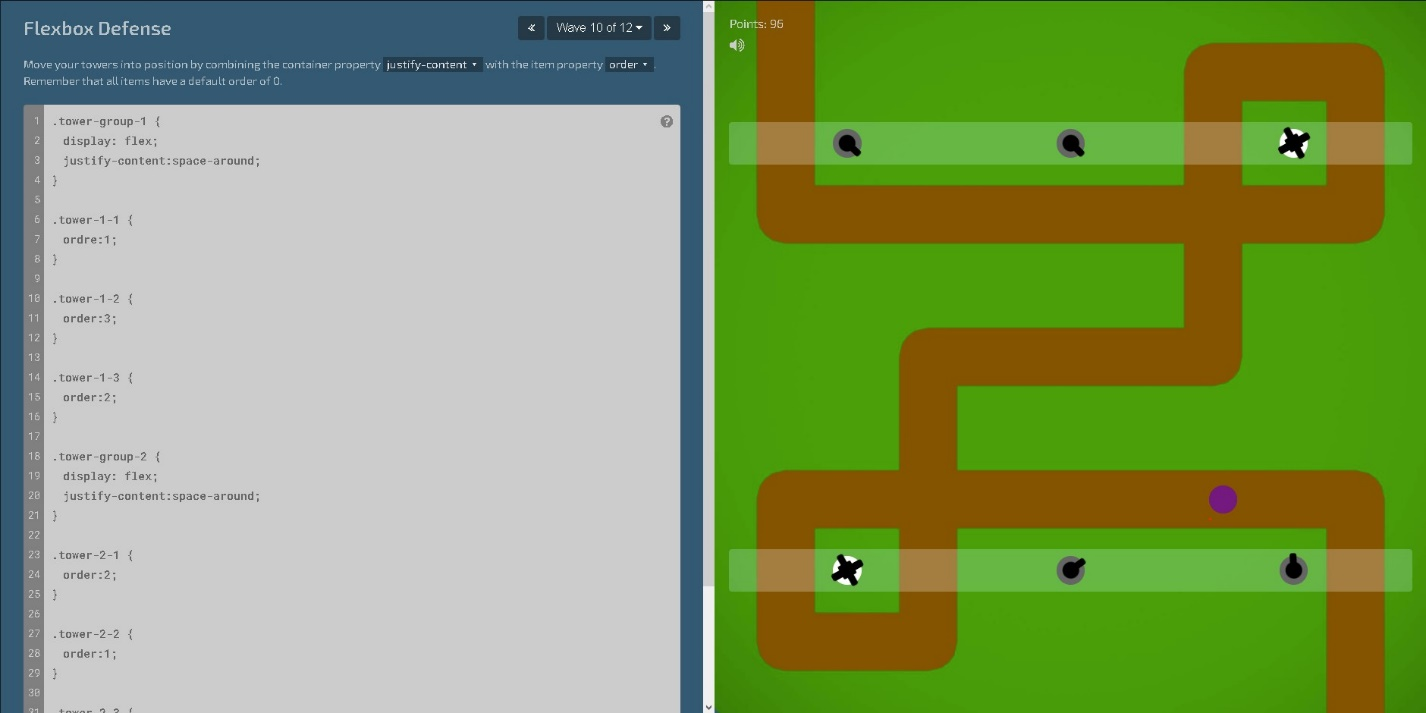 Flexbox Defense
« Wave 10 of 12 »
Move your towers into position by combining the container property justify-content with the item property order .
Remember that all items have a default order of 0.
1 .tower-group-1 {
2 display: flex;
3 justify-content:space-around;
4 }
5
6 .tower-1-1 {
7 ordre:1;
8 }
9
10 .tower-1-2 {
11 order:3;
12 }
13
14 .tower-1-3 {
15 order:2;
16 }
17
18 .tower-group-2 {
19 display: flex;
20 justify-content:space-around;
21 }
22
23 .tower-2-1 {
24 order:2;
25 }
26
27 .tower-2-2 {
28 order:1;
29 }
30
31 .tower-2-3 {
?
Points: 96